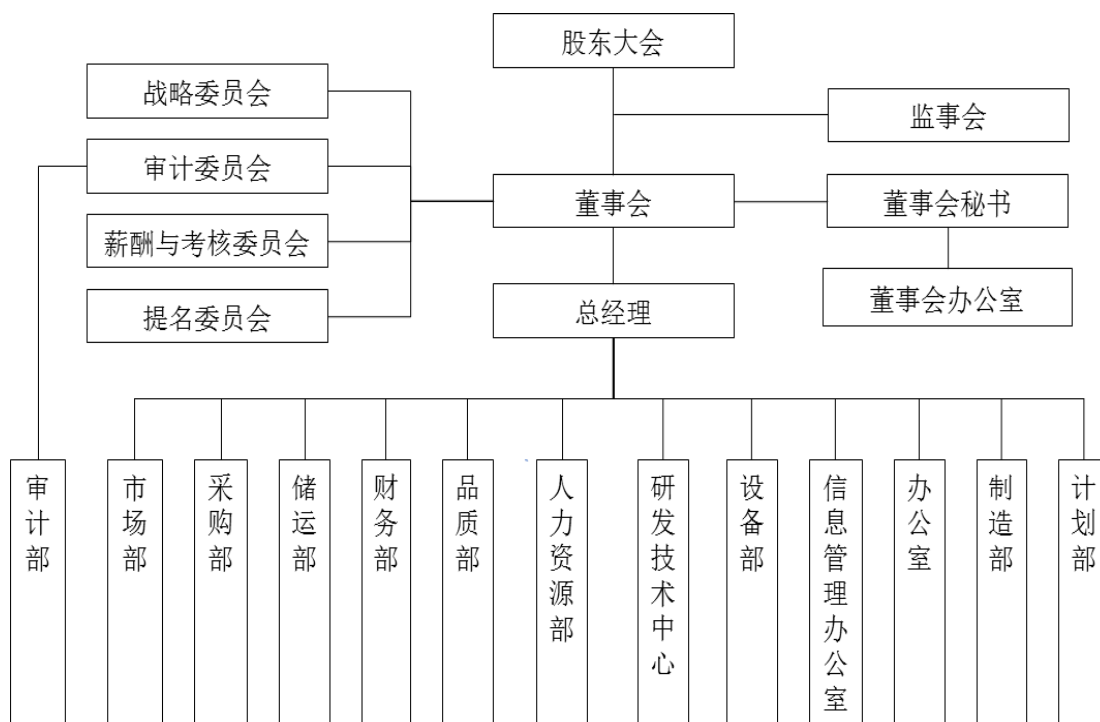 股东大会
战略委员会
监事会
审计委员会
董事会
董事会秘书
薪酬与考核委员会
董事会办公室
提名委员会
总经理
审计部
市场部
采购部
储运部
财务部
品质部
人力资源部
研发技术中心
设备部
信息管理办公室
办公室
制造部
计划部